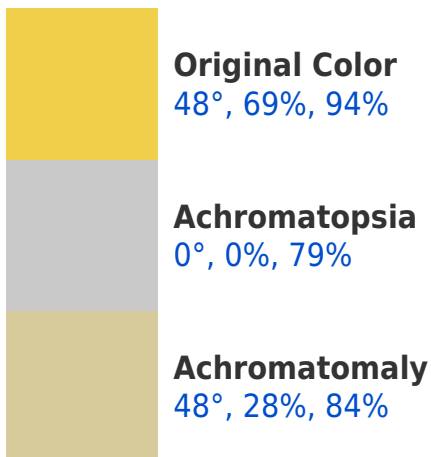 Original Color
48°, 69%, 94%
Achromatopsia
0°, 0%, 79%
Achromatomaly
48°, 28%, 84%